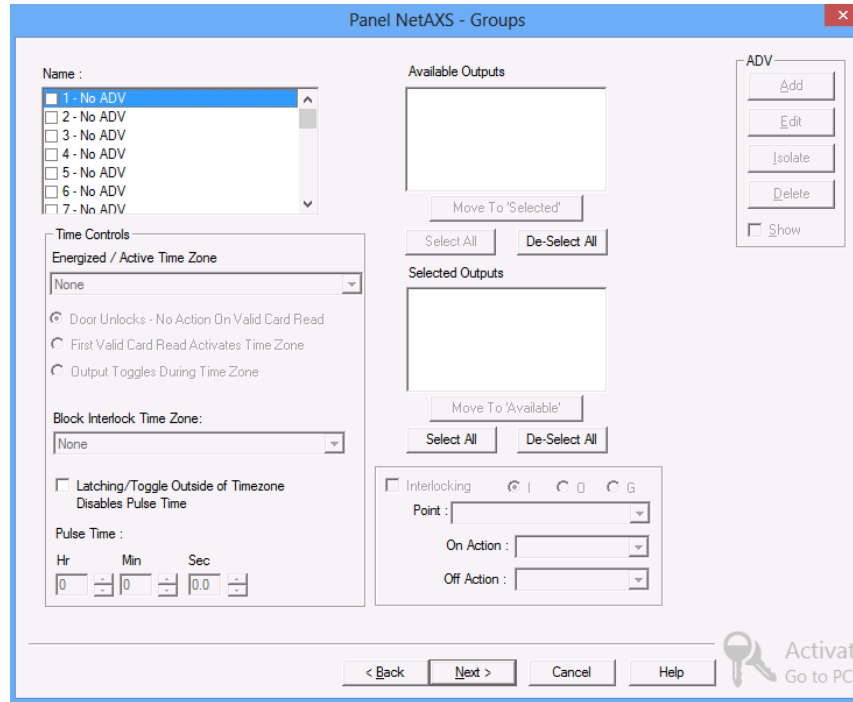 Panel NetAXS - Groups
Name :
1 - No ADV
2 - No ADV
3 - No ADV
4 - No ADV
5 - No ADV
6 - No ADV
7 - No ADV
Time Controls
Energized / Active Time Zone
None
Door Unlocks - No Action On Valid Card Read
First Valid Card Read Activates Time Zone
Output Toggles During Time Zone
Block Interlock Time Zone:
None
Latching/Toggle Outside of Timezone
Disables Pulse Time
Pulse Time :
Hr Min Sec
0 0 0.0
Available Outputs
Move To 'Selected'
Select All De-Select All
Selected Outputs
Move To 'Available'
Select All De-Select All
Interlocking I O G
Point :
On Action :
Off Action :
ADV
Add
Edit
Isolate
Delete
Show
< Back Next > Cancel Help
Activat
Go to PC